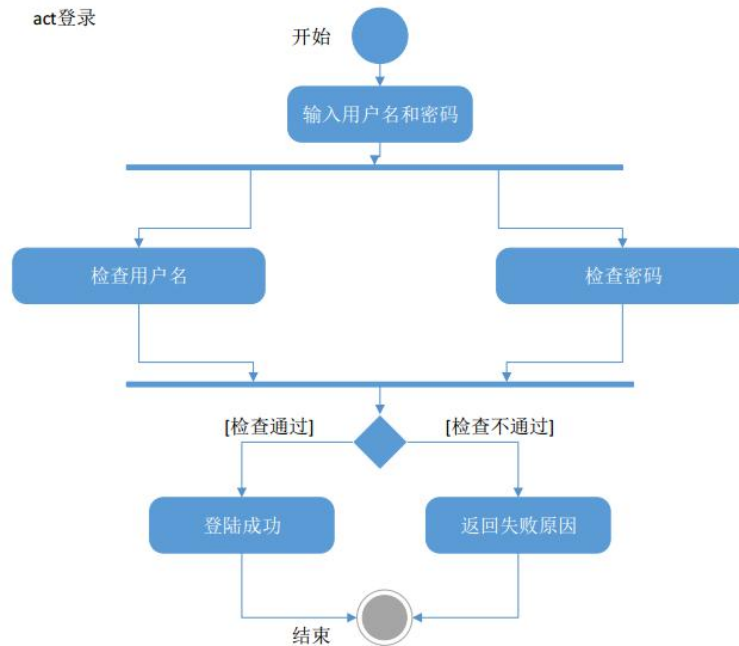 act登录
开始
输入用户名和密码
检查用户名
检查密码
[检查通过]
[检查不通过]
登陆成功
返回失败原因
结束